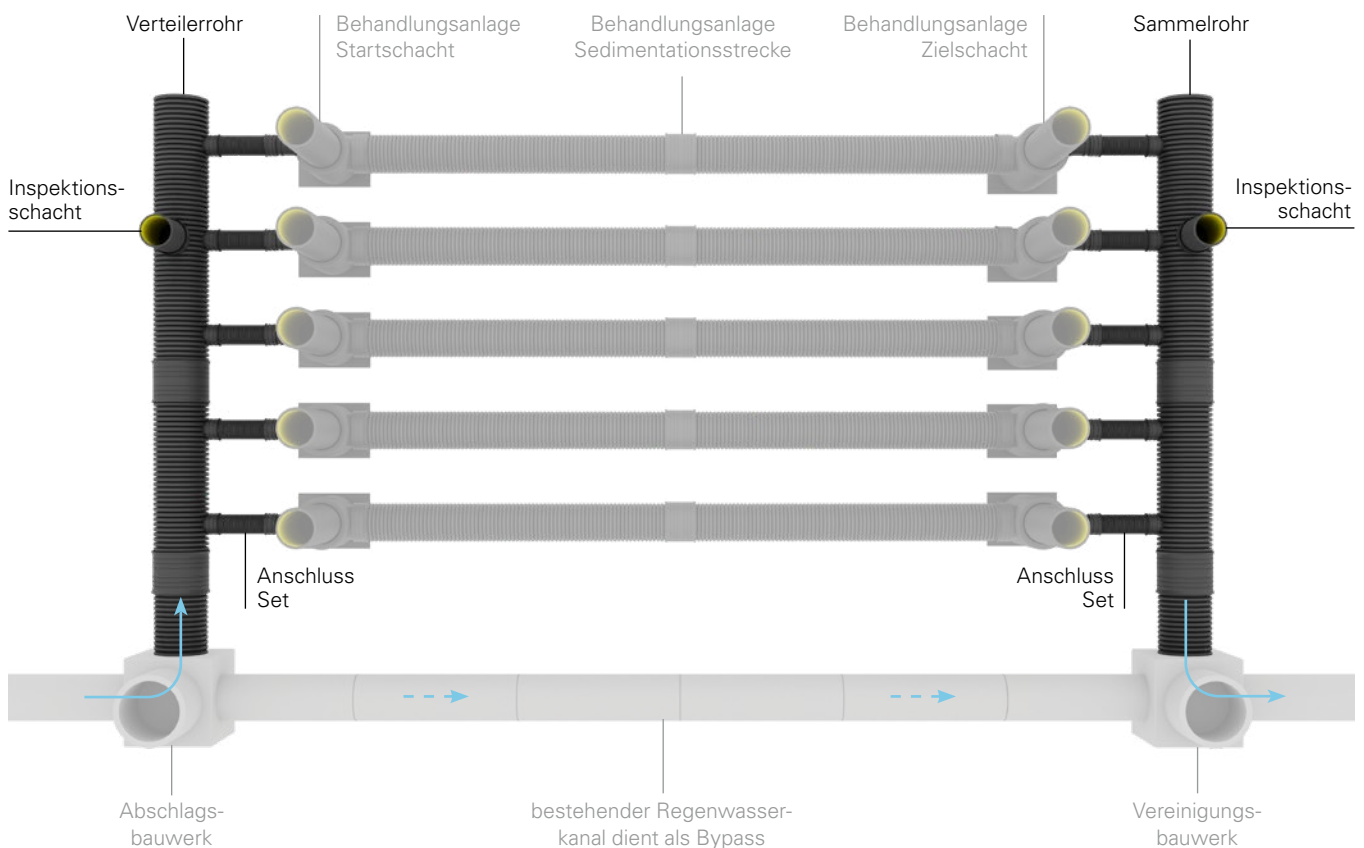 Verteilerrohr
Behandlungsanlage
Startschacht
Behandlungsanlage
Sedimentationsstrecke
Behandlungsanlage
Zielschacht
Sammelrohr
Inspektions-
schacht
Inspektions-
schacht
Anschluss
Set
Anschluss
Set
Abschlags-
bauwerk
bestehender Regenwasser-
kanal dient als Bypass
Vereinigungs-
bauwerk